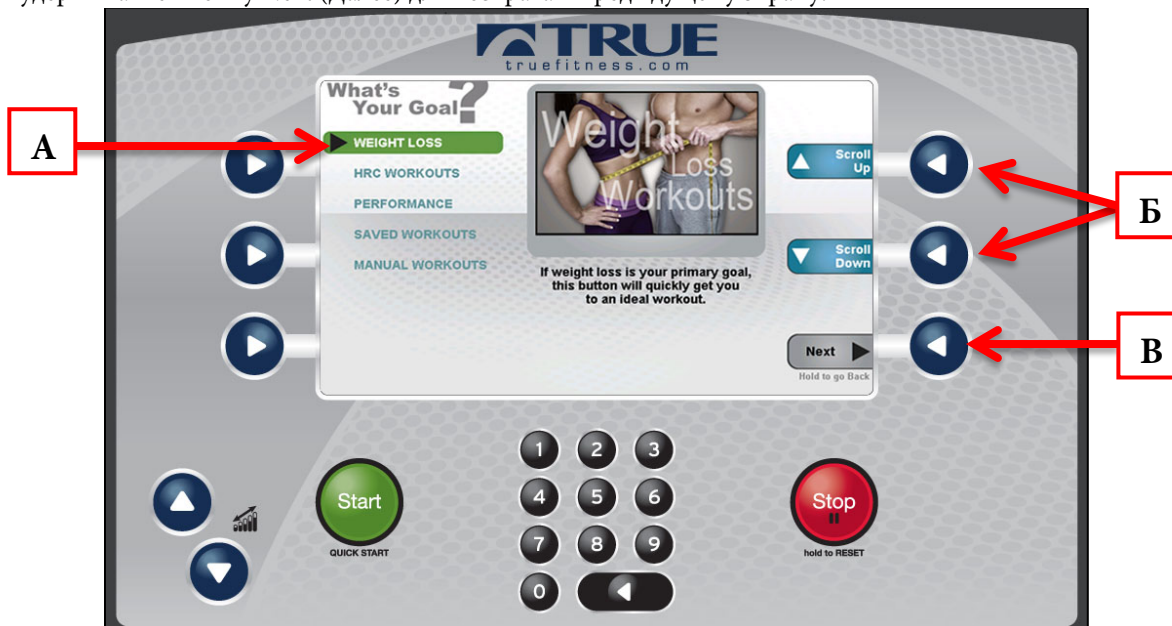 TRUE
truefitness.com
What's
Your Goal?
WEIGHT LOSS
HRC WORKOUTS
PERFORMANCE
SAVED WORKOUTS
MANUAL WORKOUTS
Weight
Loss
Workouts
If weight loss is your primary goal,
this button will quickly get you
to an ideal workout.
Scroll
Up
Scroll
Down
Next
Hold to go Back
А
Б
В
Start
QUICK START
1 2 3
4 5 6
7 8 9
0
Stop
hold to RESET